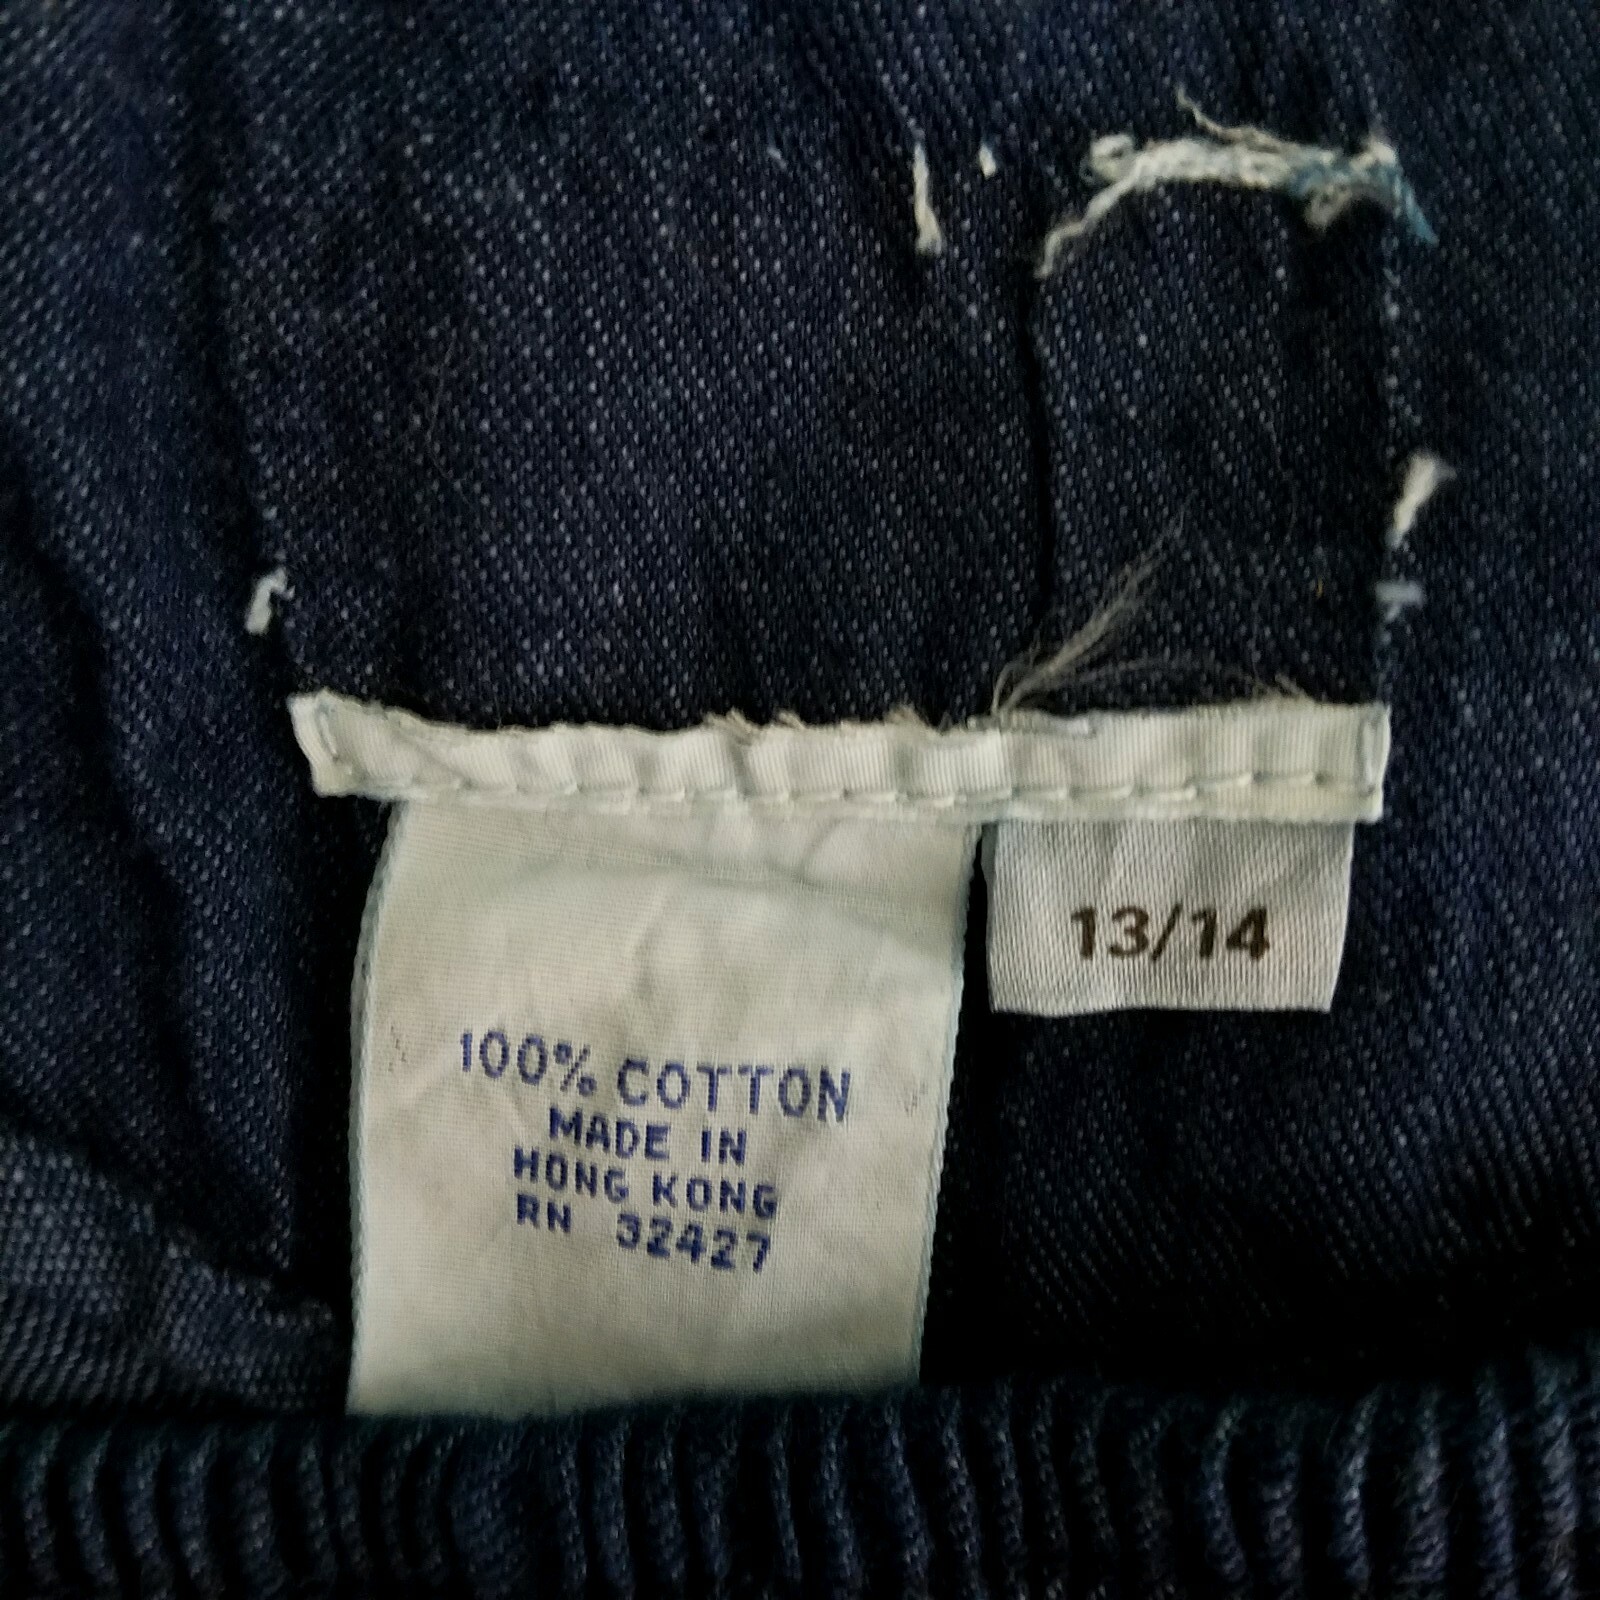 100% COTTON
MADE IN
HONG KONG
RN 32427
13/14